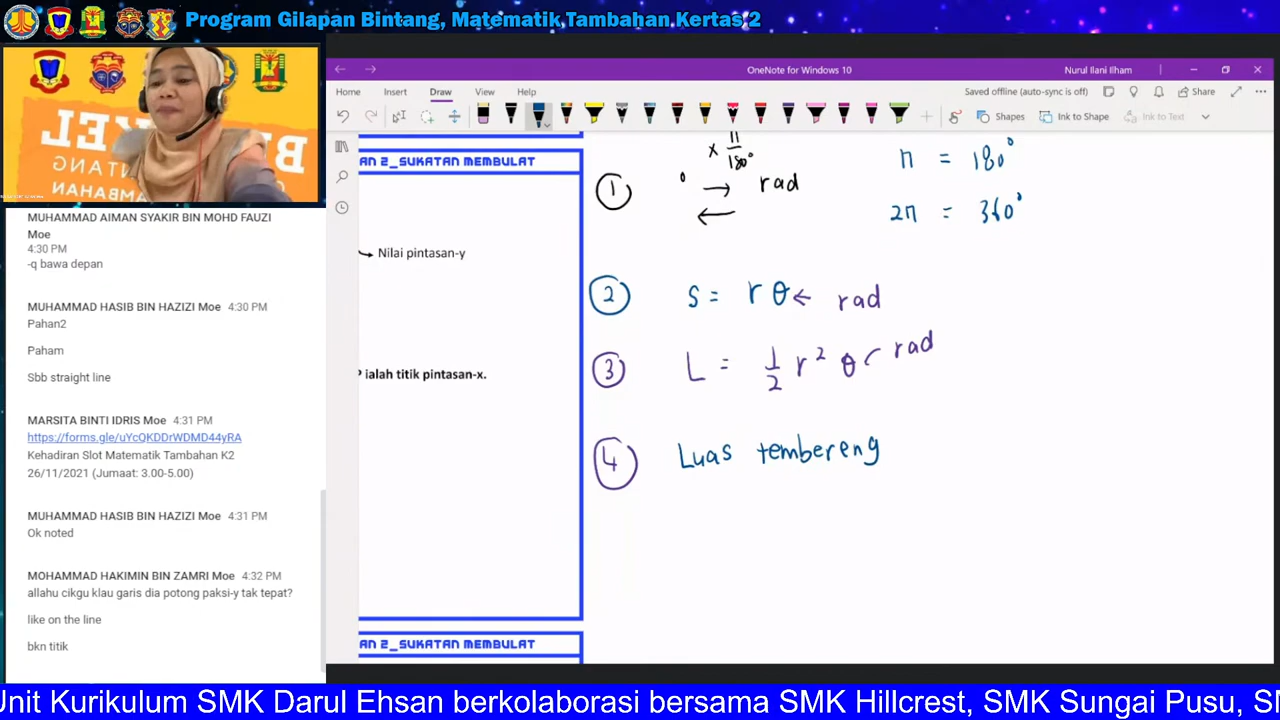 Program Gilapan Bintang, Matematik Tambahan Kertas 2
OneNote for Windows 10
Nurul Ilani Ilham
Home Insert Draw View Help
Saved offline (auto-sync is off)
Share
Shapes
Ink to Shape
Ink to Text
MUHAMMAD AIMAN SYAKIR BIN MOHD FAUZI
Moe
4:30 PM
-q bawa depan
MUHAMMAD HASIB BIN HAZIZI Moe 4:30 PM
Pahan2
Paham
Sbb straight line
MARSITA BINTI IDRIS Moe 4:31 PM
https://forms.gle/uYcQKDDrWDMD44yRA
Kehadiran Slot Matematik Tambahan K2
26/11/2021 (Jumaat: 3.00-5.00)
MUHAMMAD HASIB BIN HAZIZI Moe 4:31 PM
Ok noted
MOHAMMAD HAKIMIN BIN ZAMRI Moe 4:32 PM
allahu cikgu klau garis dia potong paksi-y tak tepat?
like on the line
bkn titik
AN 2_SUKATAN MEMBULAT
Nilai pintasan-y
ialah titik pintasan-x.
AN 2_SUKATAN MEMBULAT
× π/180°
① ° → rad
←
π = 180°
2π = 360°
② s = rθ ← rad
③ L = 1/2 r² θ rad
④ Luas tembereng
Unit Kurikulum SMK Darul Ehsan berkolaborasi bersama SMK Hillcrest, SMK Sungai Pusu,